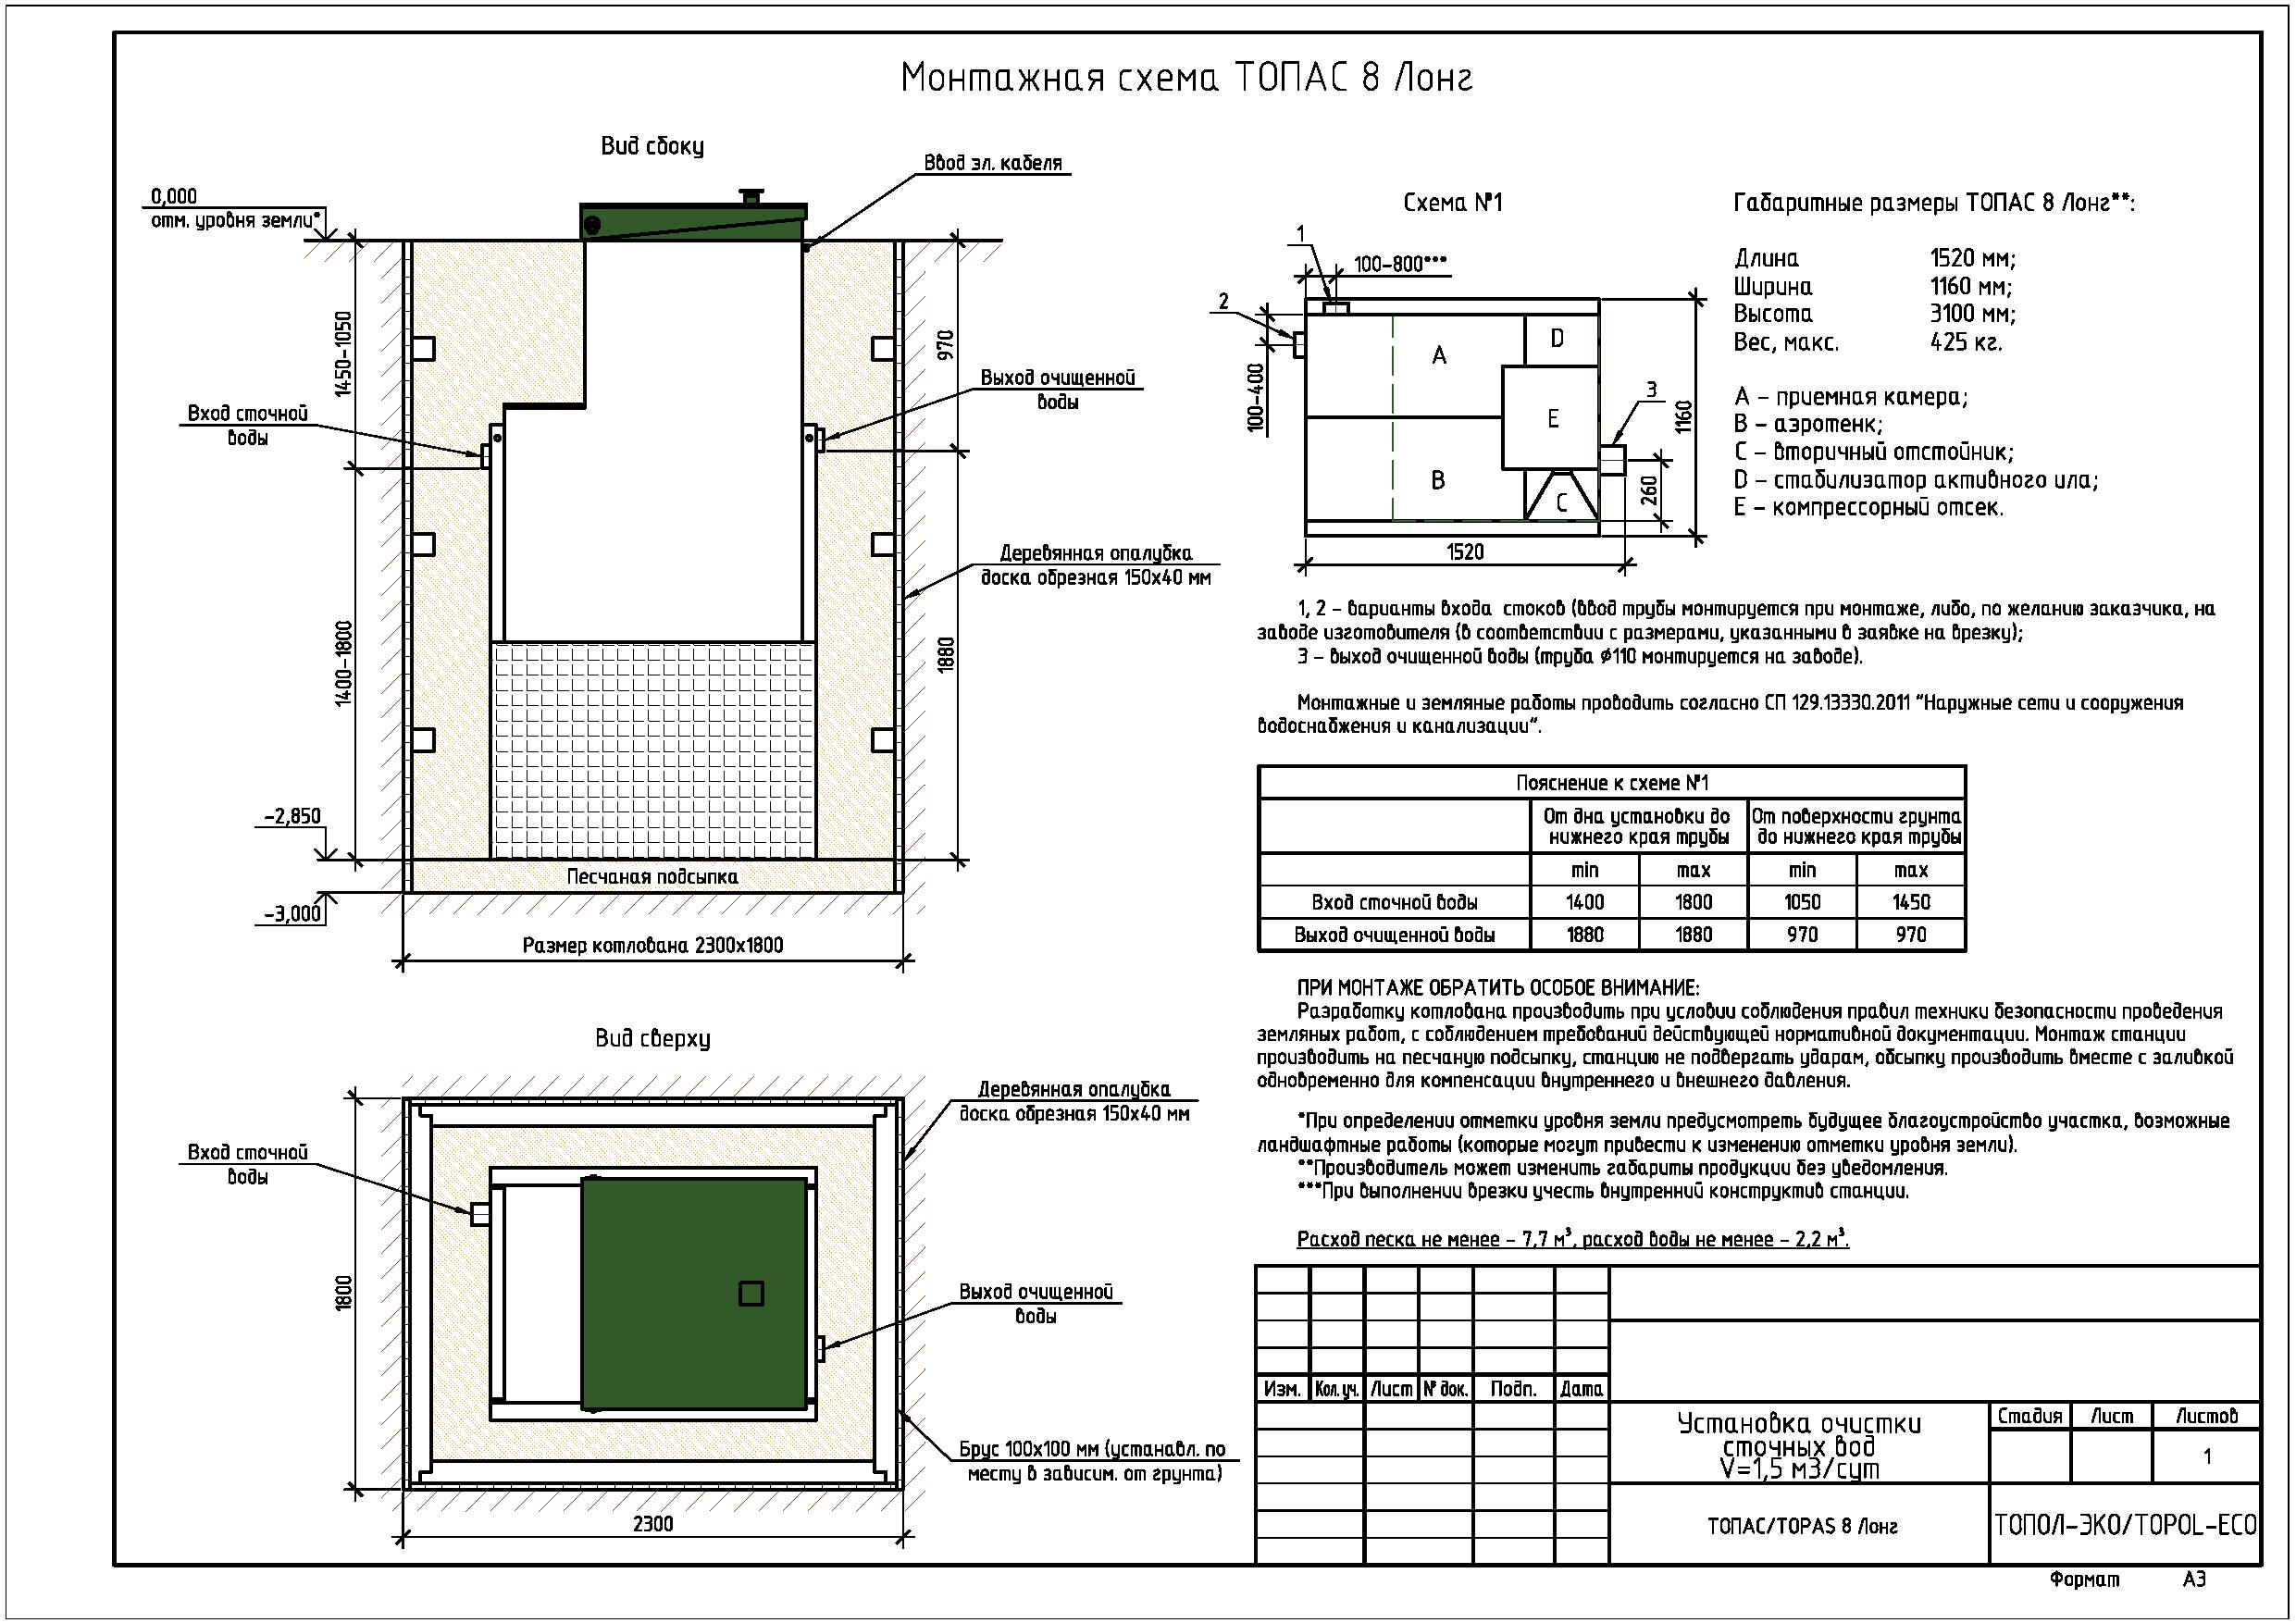 Монтажная схема ТОПАС 8 Лонг
Вид сбоку
0,000
отм. уровня земли*
Ввод эл. кабеля
1450-1050
970
Вход сточной
воды
Выход очищенной
воды
Деревянная опалубка
доска обрезная 150х40 мм
1400-1800
1880
-2,850
Песчаная подсыпка
-3,000
Размер котлована 2300х1800
Вид сверху
Деревянная опалубка
доска обрезная 150х40 мм
Вход сточной
воды
1800
Выход очищенной
воды
Брус 100х100 мм (устанавл. по
месту в зависим. от грунта)
2300
Схема №1
1
100-800***
2
100-400
A
D
E
B
C
3
260
1160
1520
Габаритные размеры ТОПАС 8 Лонг**:
Длина 1520 мм;
Ширина 1160 мм;
Высота 3100 мм;
Вес, макс. 425 кг.
A - приемная камера;
B - аэротенк;
C - вторичный отстойник;
D - стабилизатор активного ила;
E - компрессорный отсек.
1, 2 - варианты входа стоков (ввод трубы монтируется при монтаже, либо, по желанию заказчика, на
заводе изготовителя (в соответствии с размерами, указанными в заявке на врезку);
3 - выход очищенной воды (труба ϕ110 монтируется на заводе).
Монтажные и земляные работы проводить согласно СП 129.13330.2011 "Наружные сети и сооружения
водоснабжения и канализации".
Пояснение к схеме №1
От дна установки до От поверхности грунта
нижнего края трубы до нижнего края трубы
min max min max
Вход сточной воды 1400 1800 1050 1450
Выход очищенной воды 1880 1880 970 970
ПРИ МОНТАЖЕ ОБРАТИТЬ ОСОБОЕ ВНИМАНИЕ:
Разработку котлована производить при условии соблюдения правил техники безопасности проведения
земляных работ, с соблюдением требований действующей нормативной документации. Монтаж станции
производить на песчаную подсыпку, станцию не подвергать ударам, обсыпку производить вместе с заливкой
одновременно для компенсации внутреннего и внешнего давления.
*При определении отметки уровня земли предусмотреть будущее благоустройство участка, возможные
ландшафтные работы (которые могут привести к изменению отметки уровня земли).
**Производитель может изменить габариты продукции без уведомления.
***При выполнении врезки учесть внутренний конструктив станции.
Расход песка не менее - 7,7 м³, расход воды не менее - 2,2 м³.
Изм. Кол. уч. Лист № док. Подп. Дата
Установка очистки
сточных вод
V=1,5 м3/сут
Стадия Лист Листов
1
ТОПАС/TOPAS 8 Лонг
ТОПОЛ-ЭКО/TOPOL-ECO
Формат А3